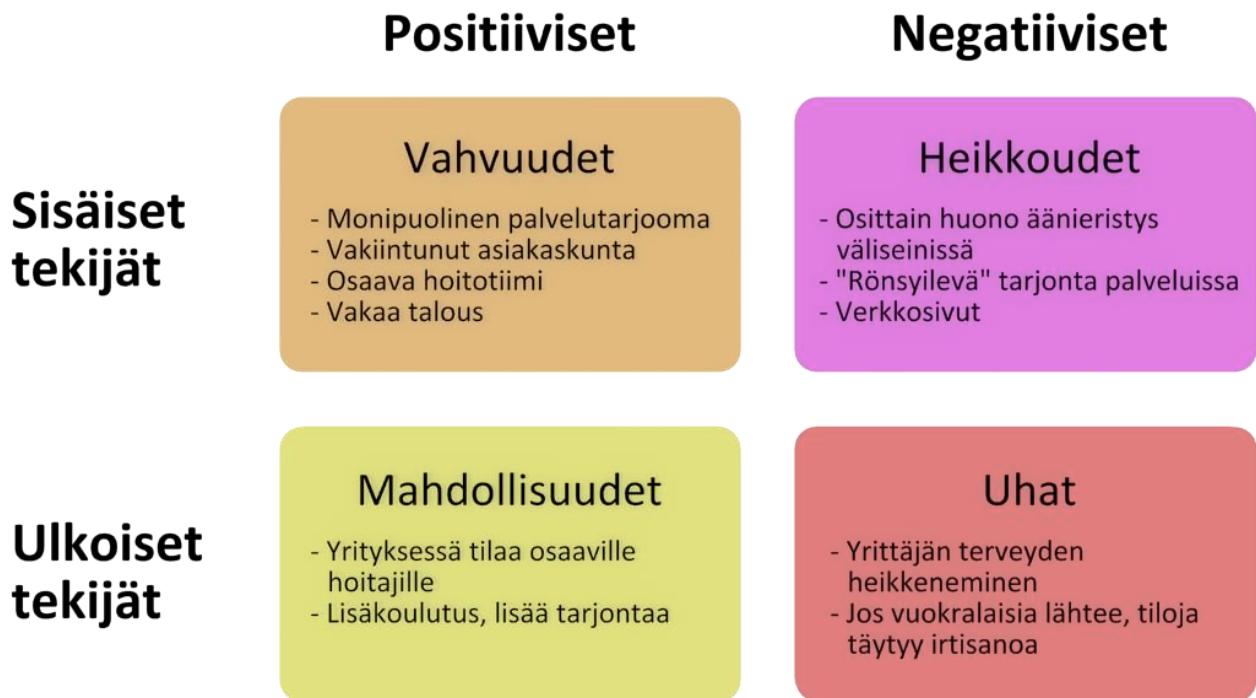 Positiiviset
Negatiiviset
Sisäiset
tekijät
Vahvuudet
- Monipuolinen palvelutarjooma
- Vakiintunut asiakaskunta
- Osaava hoitotiimi
- Vakaa talous
Heikkoudet
- Osittain huono äänieristys
väliseinissä
- "Rönsyilevä" tarjonta palveluissa
- Verkkosivut
Ulkoiset
tekijät
Mahdollisuudet
- Yrityksessä tilaa osaaville
hoitajille
- Lisäkoulutus, lisää tarjontaa
Uhat
- Yrittäjän terveyden
heikkeneminen
- Jos vuokralaisia lähtee, tiloja
täytyy irtisanoa